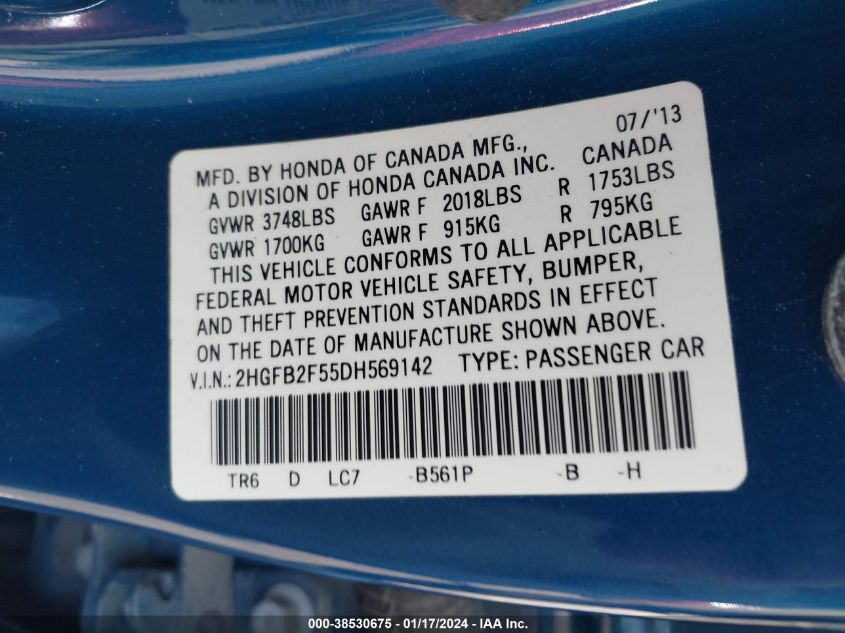 07/'13
MFD. BY HONDA OF CANADA MFG.,
A DIVISION OF HONDA CANADA INC. CANADA
GVWR 3748LBS GAWR F 2018LBS R 1753LBS
GVWR 1700KG GAWR F 915KG R 795KG
THIS VEHICLE CONFORMS TO ALL APPLICABLE
FEDERAL MOTOR VEHICLE SAFETY, BUMPER,
AND THEFT PREVENTION STANDARDS IN EFFECT
ON THE DATE OF MANUFACTURE SHOWN ABOVE.
V.I.N.: 2HGFB2F55DH569142 TYPE: PASSENGER CAR
TR6 D LC7 -B561P -B -H
000-38530675 - 01/17/2024 - IAA Inc.